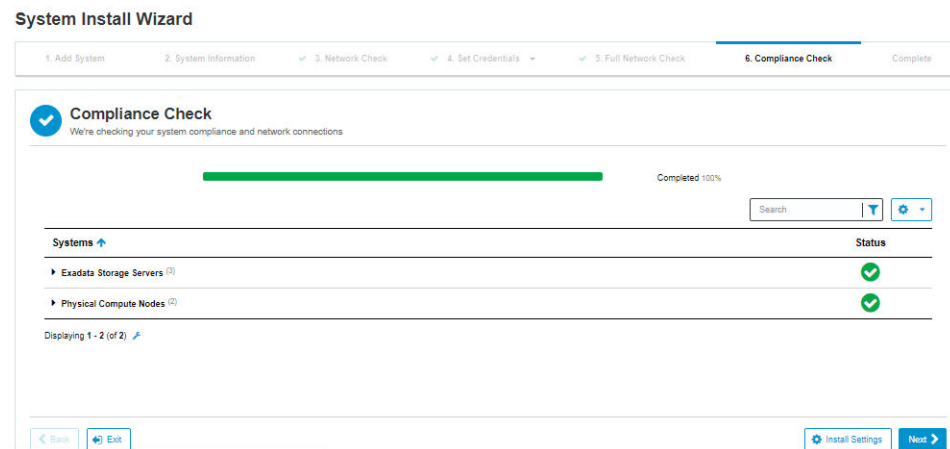 System Install Wizard
1. Add System 2. System Information 3. Network Check 4. Set Credentials 5. Full Network Check 6. Compliance Check Complete
Compliance Check
We're checking your system compliance and network connections
Completed 100%
Search
Systems Status
Exadata Storage Servers (3)
Physical Compute Nodes (2)
Displaying 1 - 2 (of 2)
Back Exit Install Settings Next